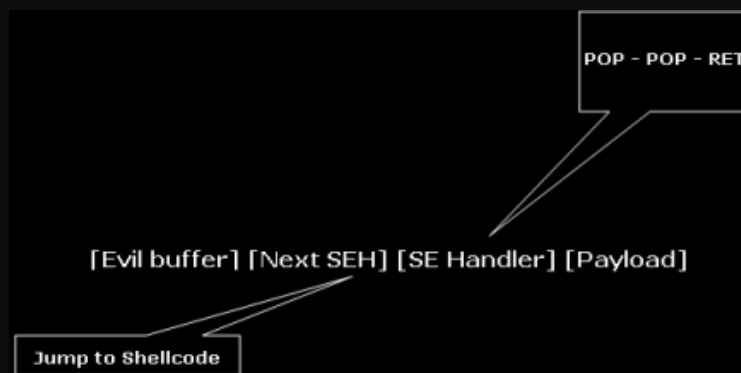 POP - POP - RET
[Evil buffer] [Next SEH] [SE Handler] [Payload]
Jump to Shellcode